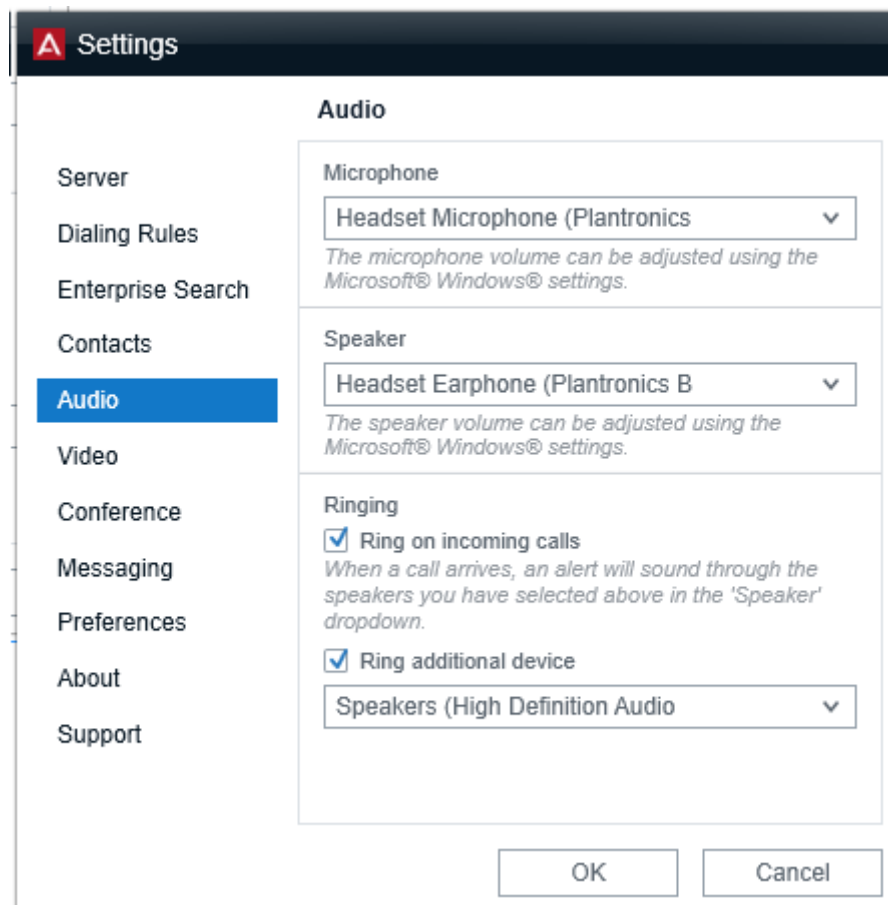 Settings
Audio
Server
Dialing Rules
Enterprise Search
Contacts
Audio
Video
Conference
Messaging
Preferences
About
Support
Microphone
Headset Microphone (Plantronics
The microphone volume can be adjusted using the
Microsoft® Windows® settings.
Speaker
Headset Earphone (Plantronics B
The speaker volume can be adjusted using the
Microsoft® Windows® settings.
Ringing
Ring on incoming calls
When a call arrives, an alert will sound through the
speakers you have selected above in the 'Speaker'
dropdown.
Ring additional device
Speakers (High Definition Audio
OK
Cancel